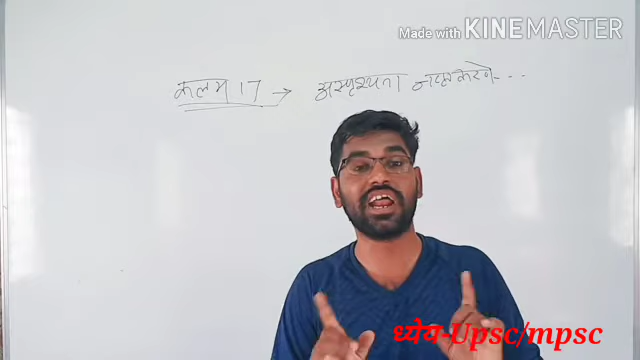 Made with KINEMASTER
कलम 17 → अस्पृश्यता नष्ट करणे...
ध्येय-Upsc/mpsc